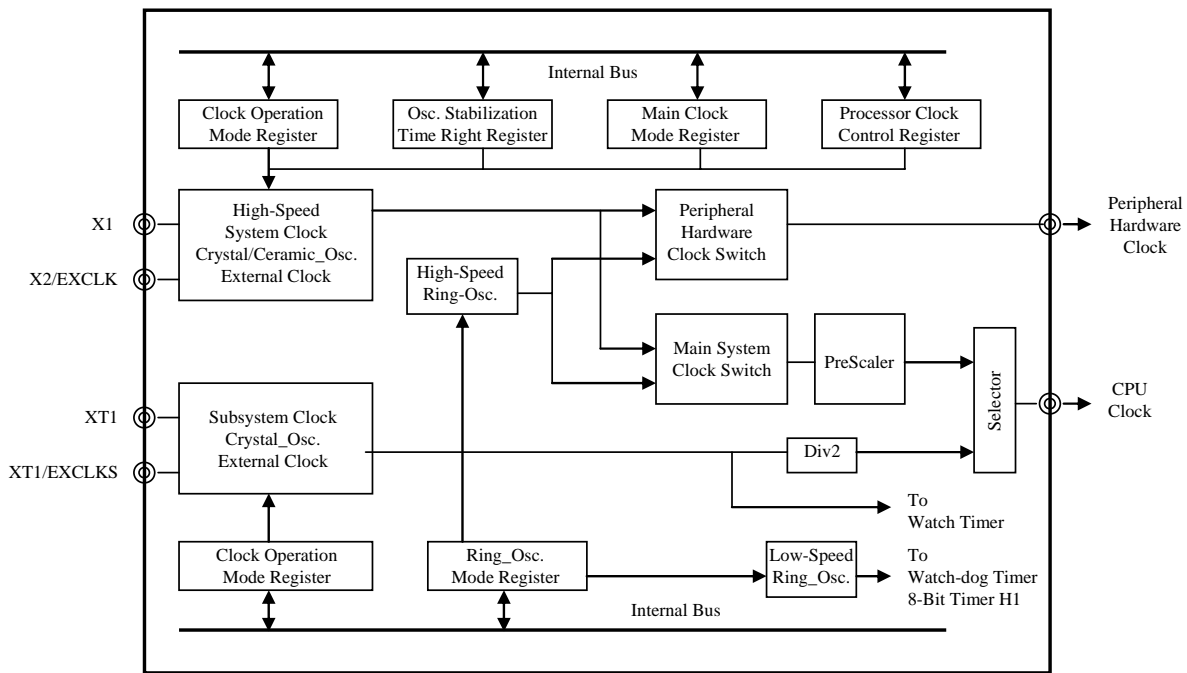 Internal Bus
Clock Operation
Mode Register
Osc. Stabilization
Time Right Register
Main Clock
Mode Register
Processor Clock
Control Register
X1
X2/EXCLK
High-Speed
System Clock
Crystal/Ceramic_Osc.
External Clock
Peripheral
Hardware
Clock Switch
Peripheral
Hardware
Clock
High-Speed
Ring-Osc.
Main System
Clock Switch
PreScaler
Selector
CPU
Clock
XT1
XT1/EXCLKS
Subsystem Clock
Crystal_Osc.
External Clock
Div2
To
Watch Timer
Clock Operation
Mode Register
Ring_Osc.
Mode Register
Low-Speed
Ring_Osc.
To
Watch-dog Timer
8-Bit Timer H1
Internal Bus